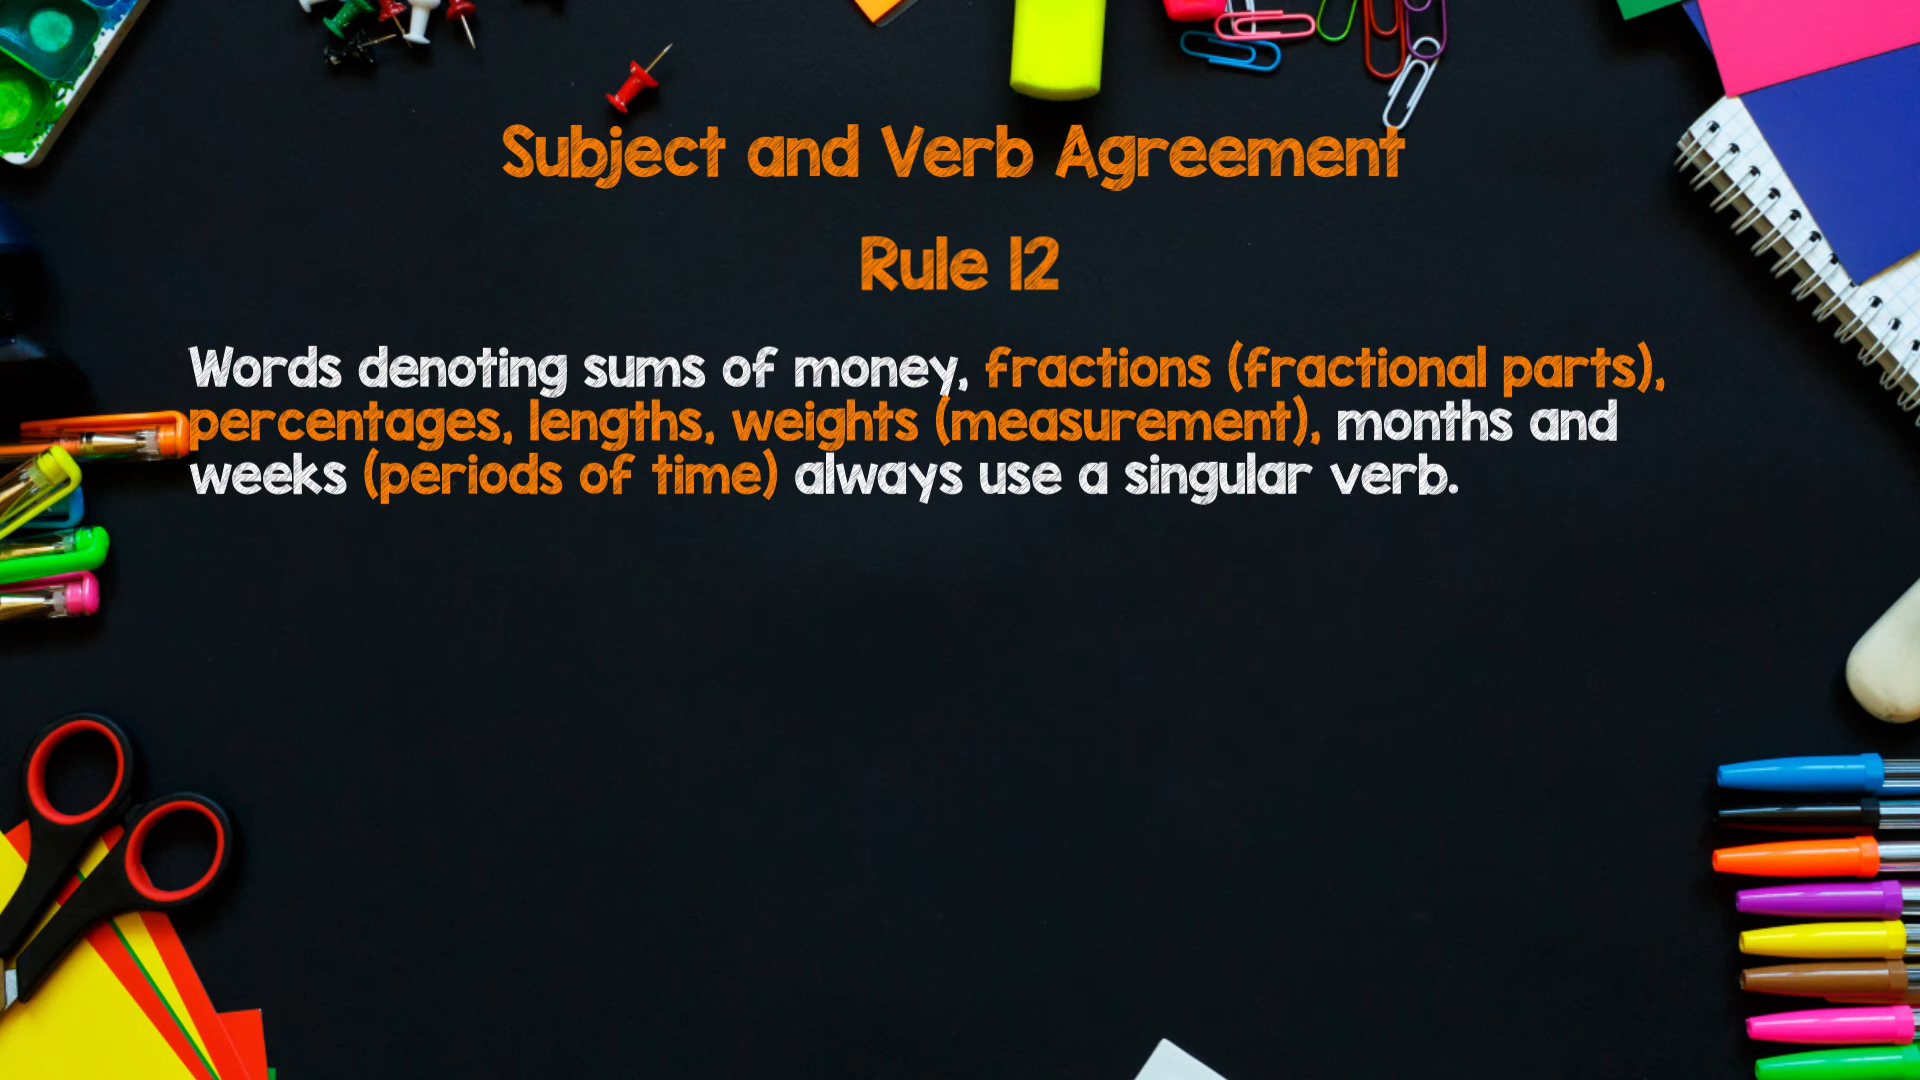 Subject and Verb Agreement
Rule 12
Words denoting sums of money, fractions (fractional parts),
percentages, lengths, weights (measurement), months and
weeks (periods of time) always use a singular verb.